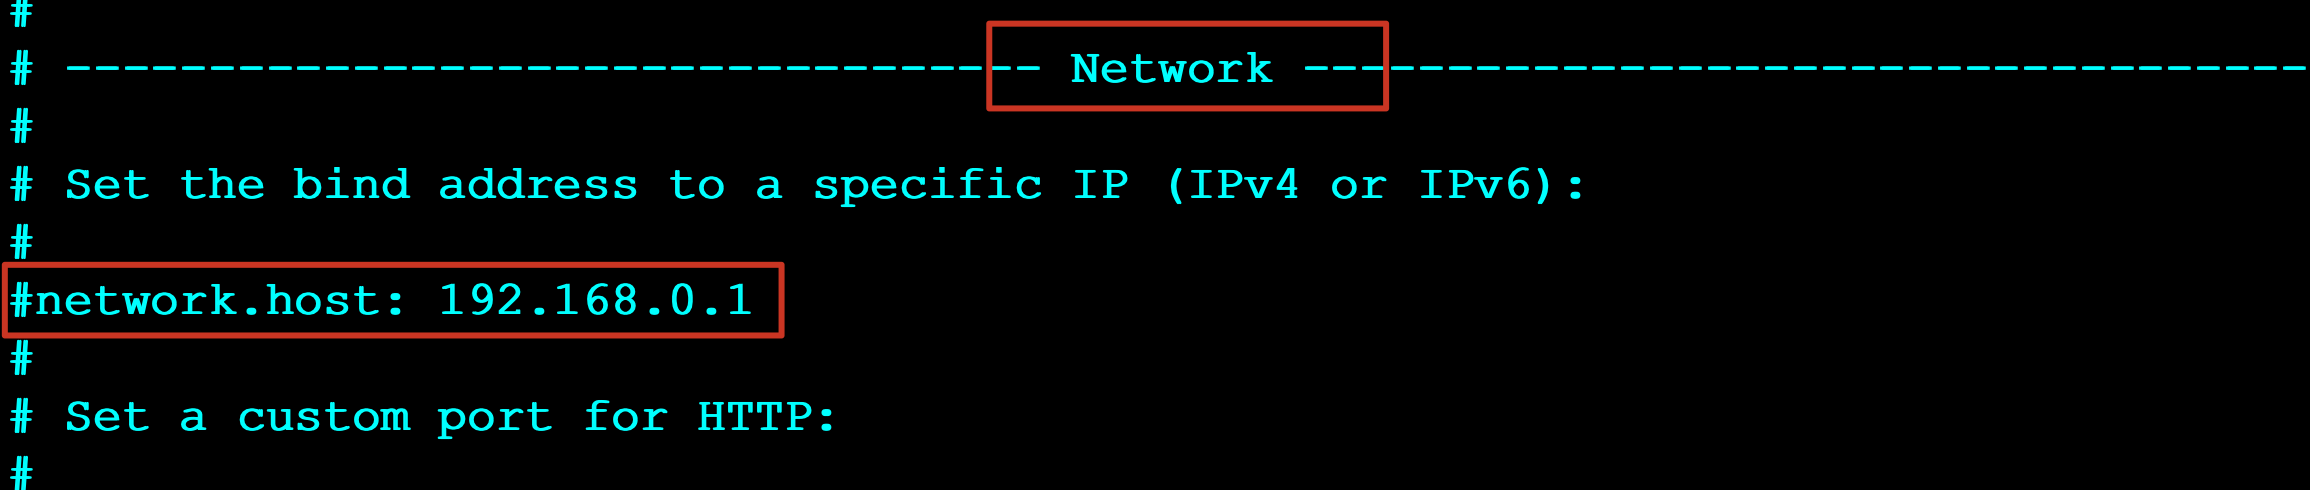 #
# ---------------------------------- Network -----------------------------------
#
# Set the bind address to a specific IP (IPv4 or IPv6):
#
#network.host: 192.168.0.1
#
# Set a custom port for HTTP:
#